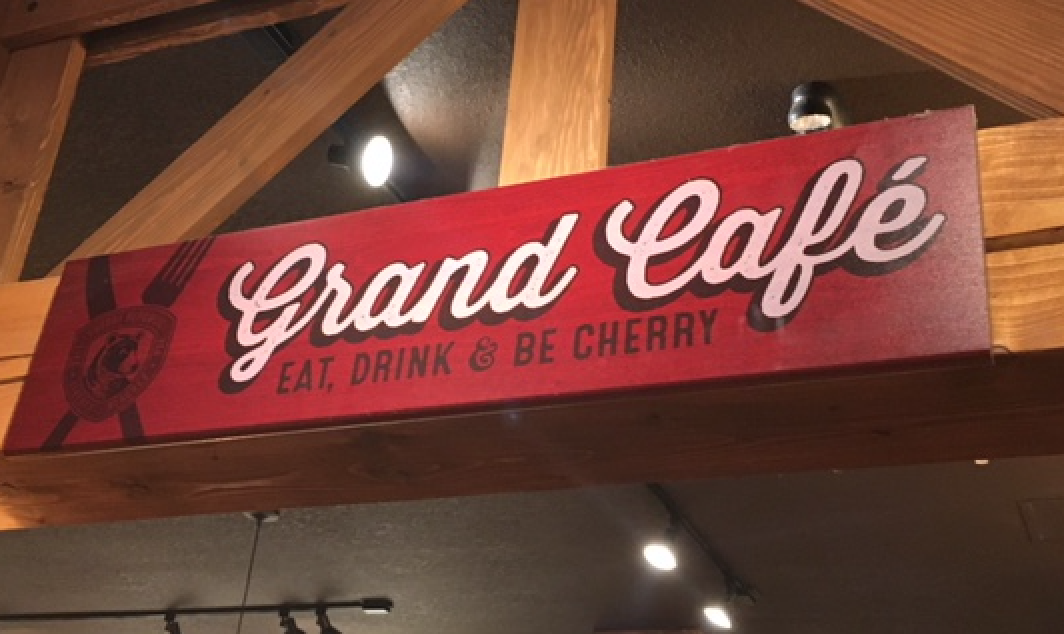 Grand Café
EAT, DRINK & BE CHERRY